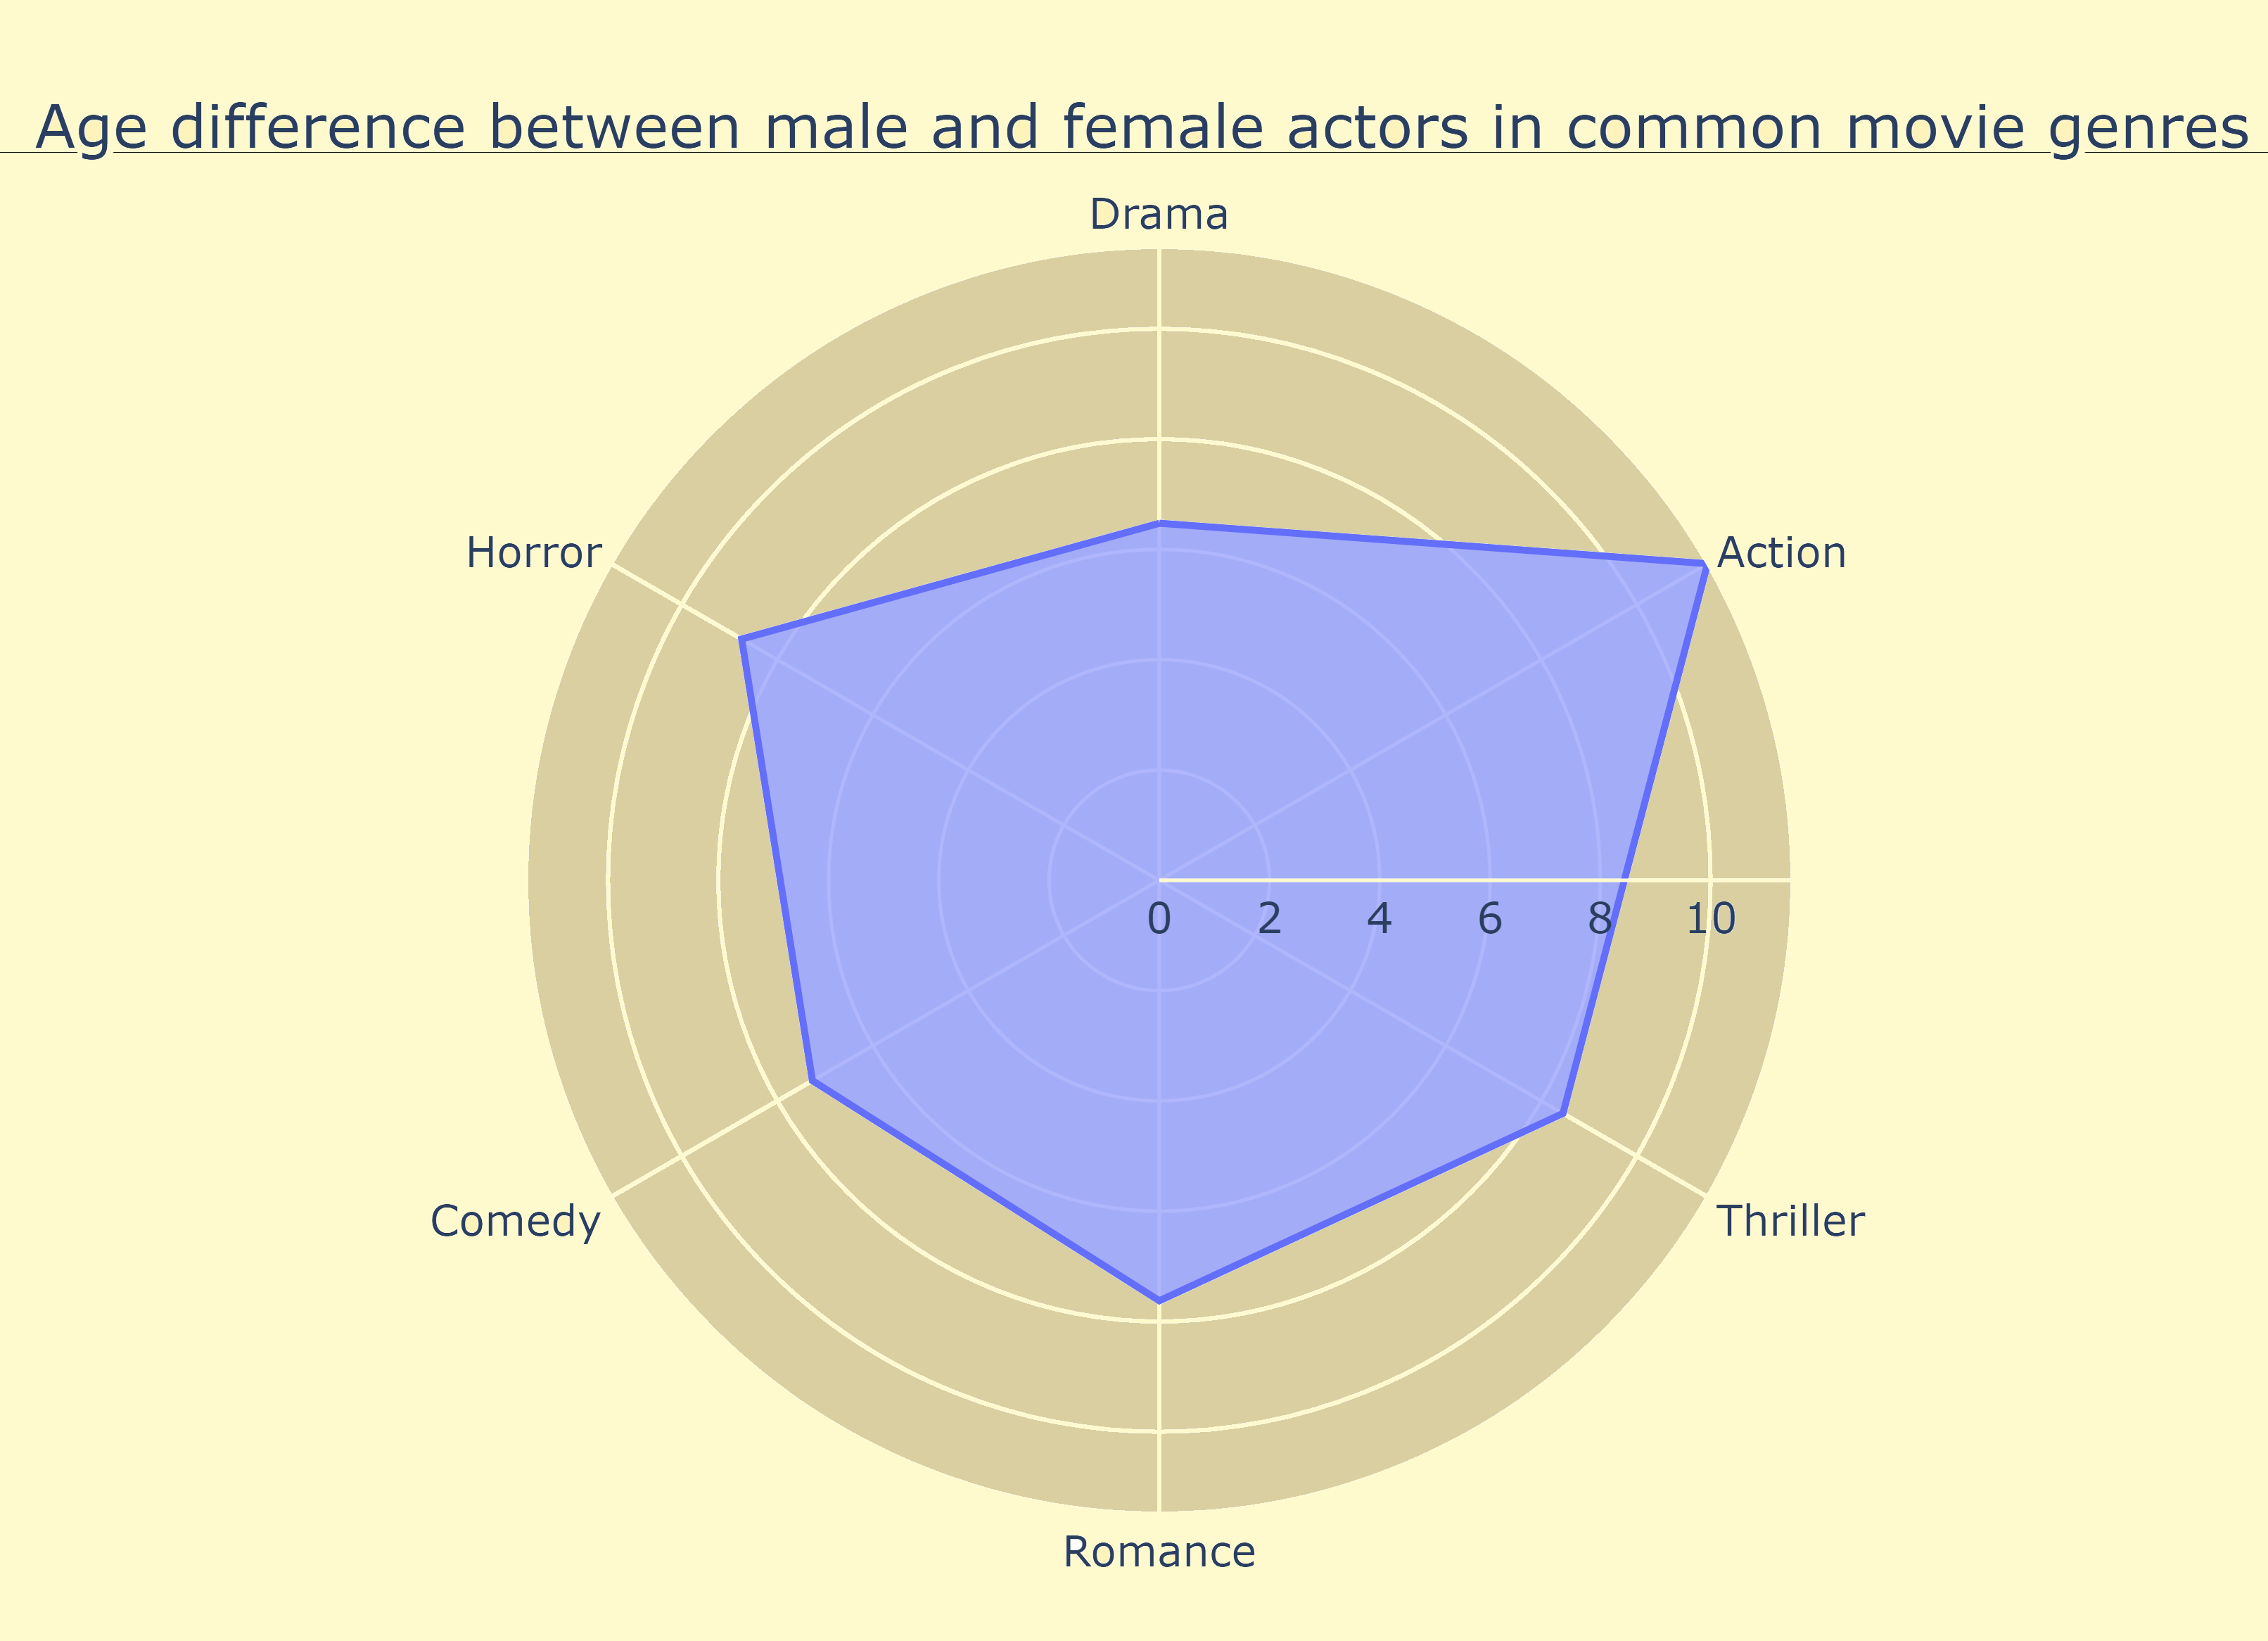 Age difference between male and female actors in common movie genres
Drama
Horror
Action
0 2 4 6 8 10
Comedy
Thriller
Romance